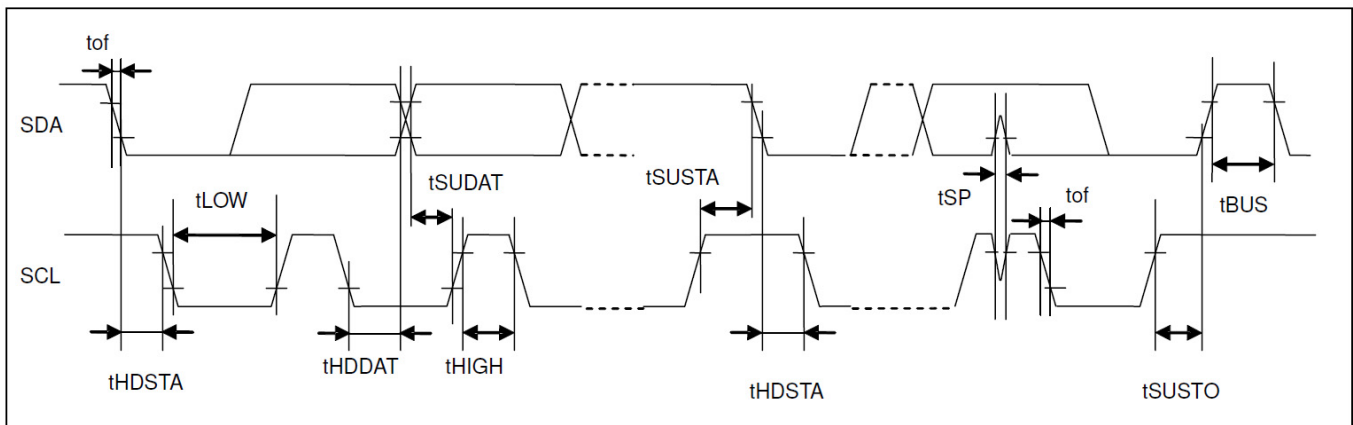 tof
SDA
tSUDAT
tSUSTA
tSP
tof
tBUS
tLOW
SCL
tHDSTA
tHDDAT
tHIGH
tHDSTA
tSUSTO